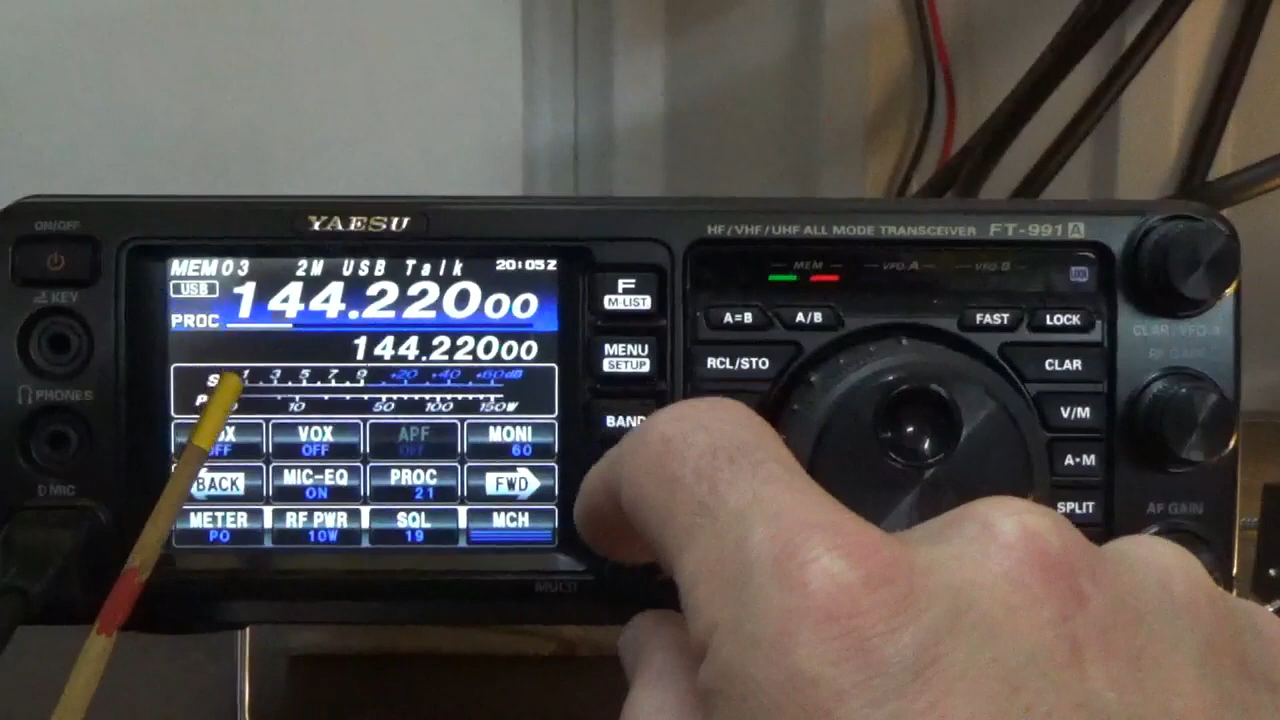 ON/OFF
YAESU
HF/VHF/UHF ALL MODE TRANSCEIVER FT-991A
MEM03 2M USB Talk 20:05Z
USB 144.22000
PROC
144.22000
S 1 3 5 7 9 +20 +40 +60dB
10 50 100 150W
OFF
VOX OFF
APF OFF
MONI 60
BACK
MIC-EQ ON
PROC 21
FWD
METER PO
RF PWR 10W
SQL 19
MCH
KEY
PHONES
MIC
MULTI
F
M-LIST
MENU
SETUP
BAND
MEM VFO-A VFO-B LOCK
A=B A/B FAST LOCK
RCL/STO CLAR
V/M
A▸M
SPLIT
CLAR/VFO-B
RF GAIN
AF GAIN